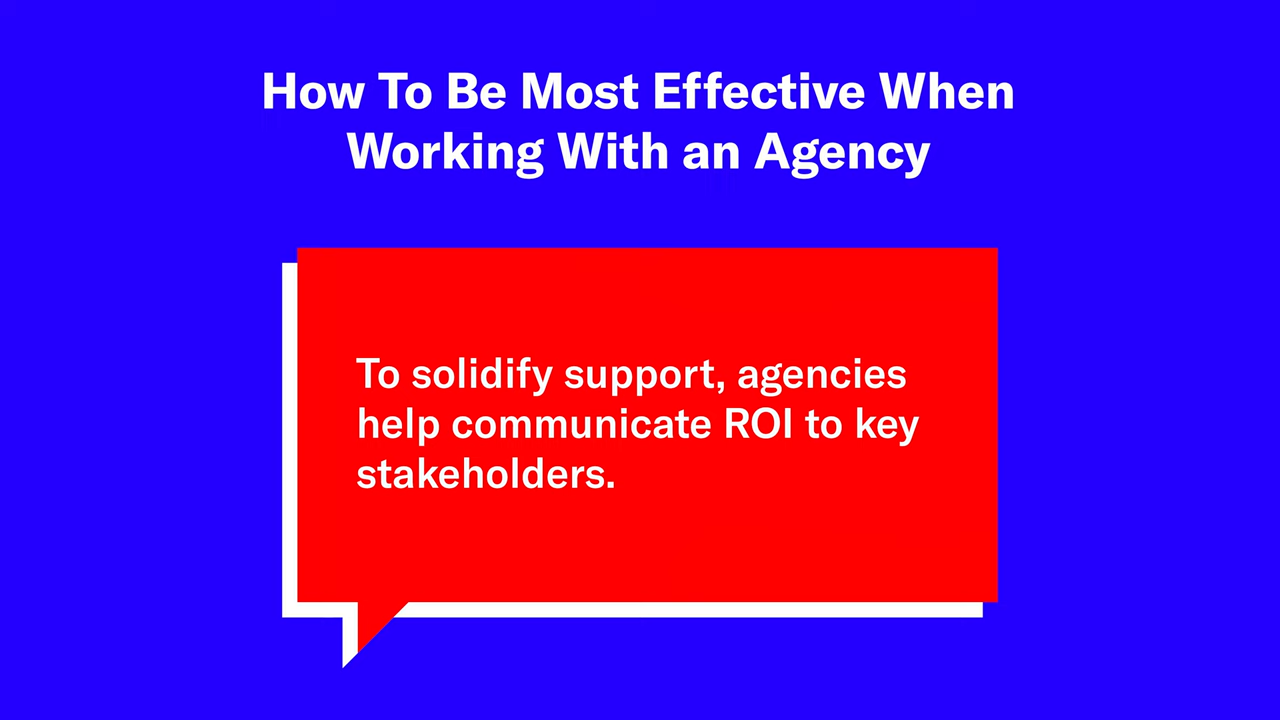 How To Be Most Effective When
Working With an Agency
To solidify support, agencies
help communicate ROI to key
stakeholders.